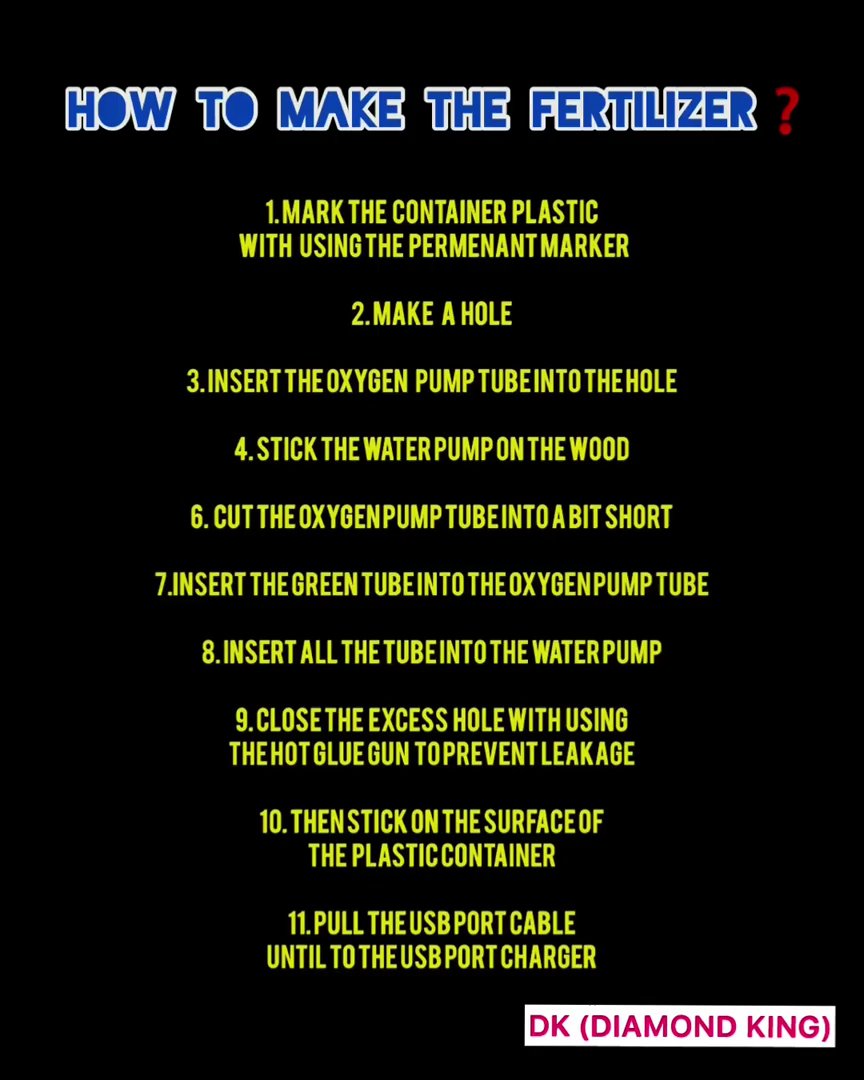 HOW TO MAKE THE FERTILIZER❓
1. MARK THE CONTAINER PLASTIC
WITH USING THE PERMENANT MARKER
2. MAKE A HOLE
3. INSERT THE OXYGEN PUMP TUBE INTO THE HOLE
4. STICK THE WATER PUMP ON THE WOOD
6. CUT THE OXYGEN PUMP TUBE INTO A BIT SHORT
7.INSERT THE GREEN TUBE INTO THE OXYGEN PUMP TUBE
8. INSERT ALL THE TUBE INTO THE WATER PUMP
9. CLOSE THE EXCESS HOLE WITH USING
THE HOT GLUE GUN TO PREVENT LEAKAGE
10. THEN STICK ON THE SURFACE OF
THE PLASTIC CONTAINER
11. PULL THE USB PORT CABLE
UNTIL TO THE USB PORT CHARGER
DK (DIAMOND KING)